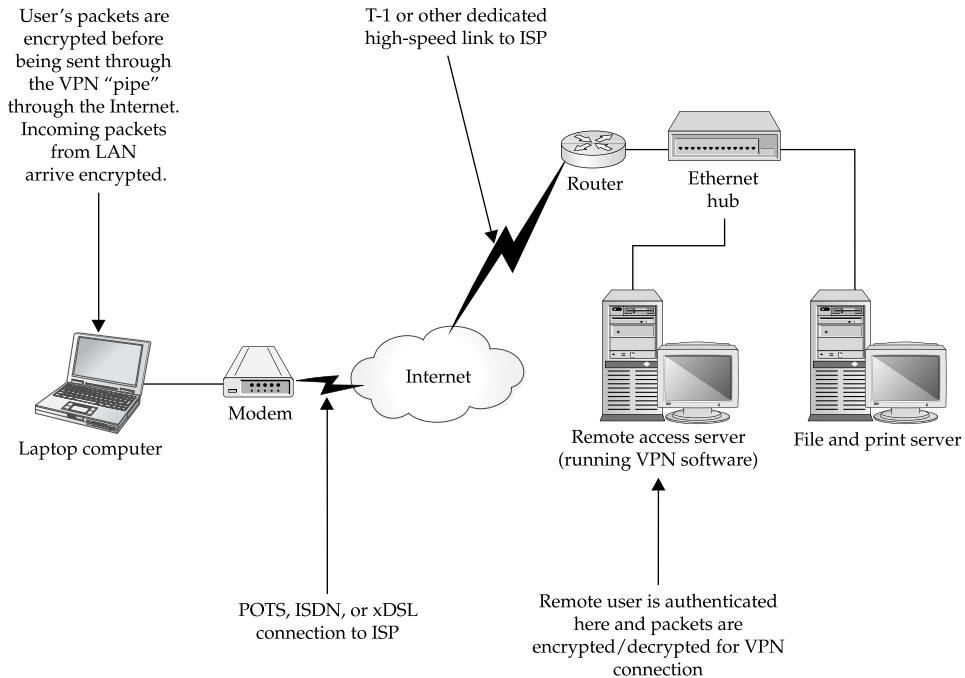 User’s packets are
encrypted before
being sent through
the VPN “pipe”
through the Internet.
Incoming packets
from LAN
arrive encrypted.
T-1 or other dedicated
high-speed link to ISP
Router
Ethernet
hub
Internet
Modem
Laptop computer
Remote access server
(running VPN software)
File and print server
POTS, ISDN, or xDSL
connection to ISP
Remote user is authenticated
here and packets are
encrypted/decrypted for VPN
connection